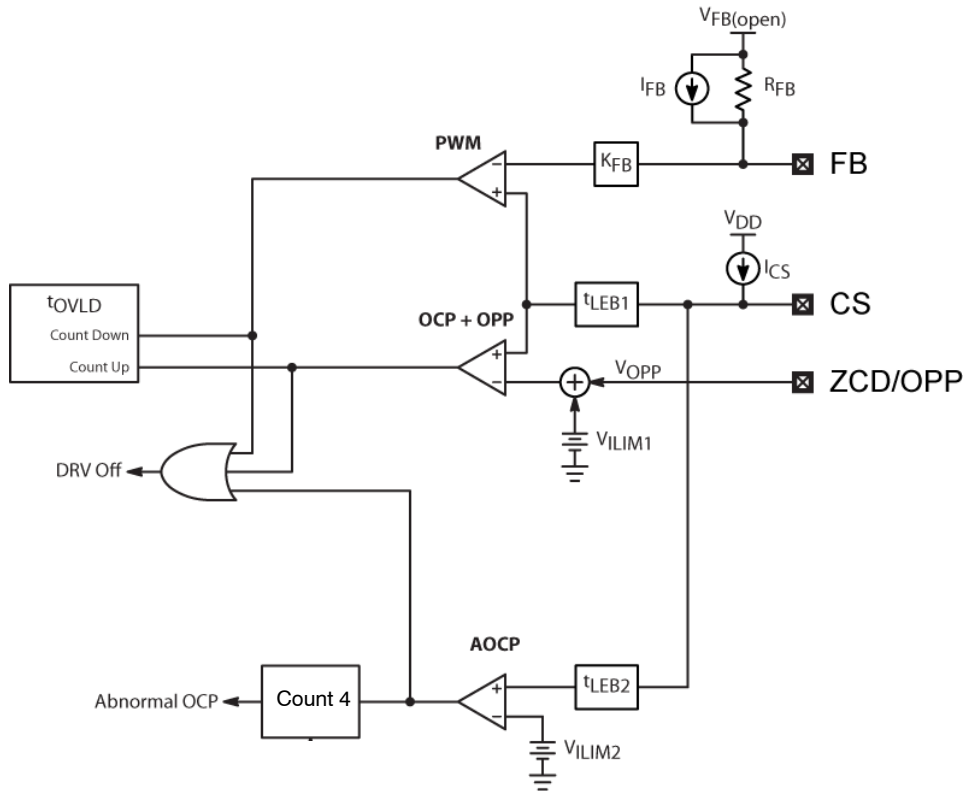 VFB(open)
IFB
RFB
PWM
KFB
FB
−
+
VDD
ICS
tOVLD
Count Down
Count Up
OCP + OPP
tLEB1
CS
+
−
+
VOPP
ZCD/OPP
VILIM1
DRV Off
AOCP
tLEB2
+
−
Abnormal OCP
Count 4
VILIM2